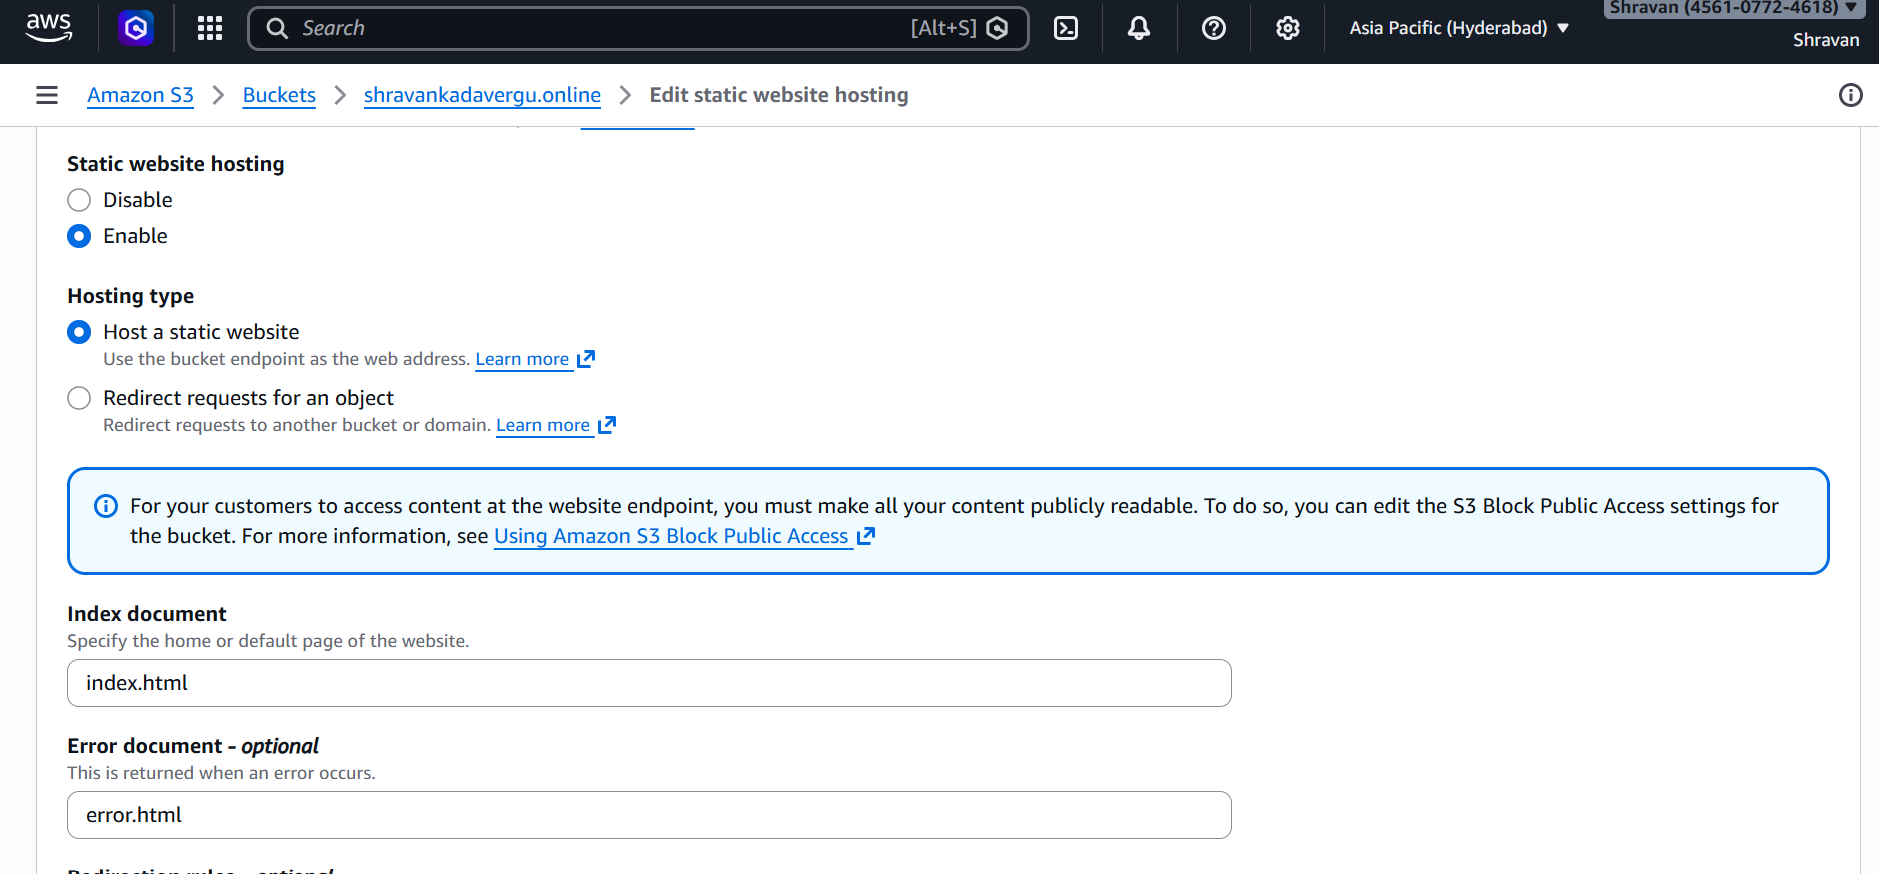 aws
Search [Alt+S]
Asia Pacific (Hyderabad) ▼
Shravan (4561-0772-4618) ▼
Shravan
Amazon S3 > Buckets > shravankadavergu.online > Edit static website hosting
Static website hosting
Disable
Enable
Hosting type
Host a static website
Use the bucket endpoint as the web address. Learn more
Redirect requests for an object
Redirect requests to another bucket or domain. Learn more
For your customers to access content at the website endpoint, you must make all your content publicly readable. To do so, you can edit the S3 Block Public Access settings for
the bucket. For more information, see Using Amazon S3 Block Public Access
Index document
Specify the home or default page of the website.
index.html
Error document - optional
This is returned when an error occurs.
error.html
Redirection rules - optional